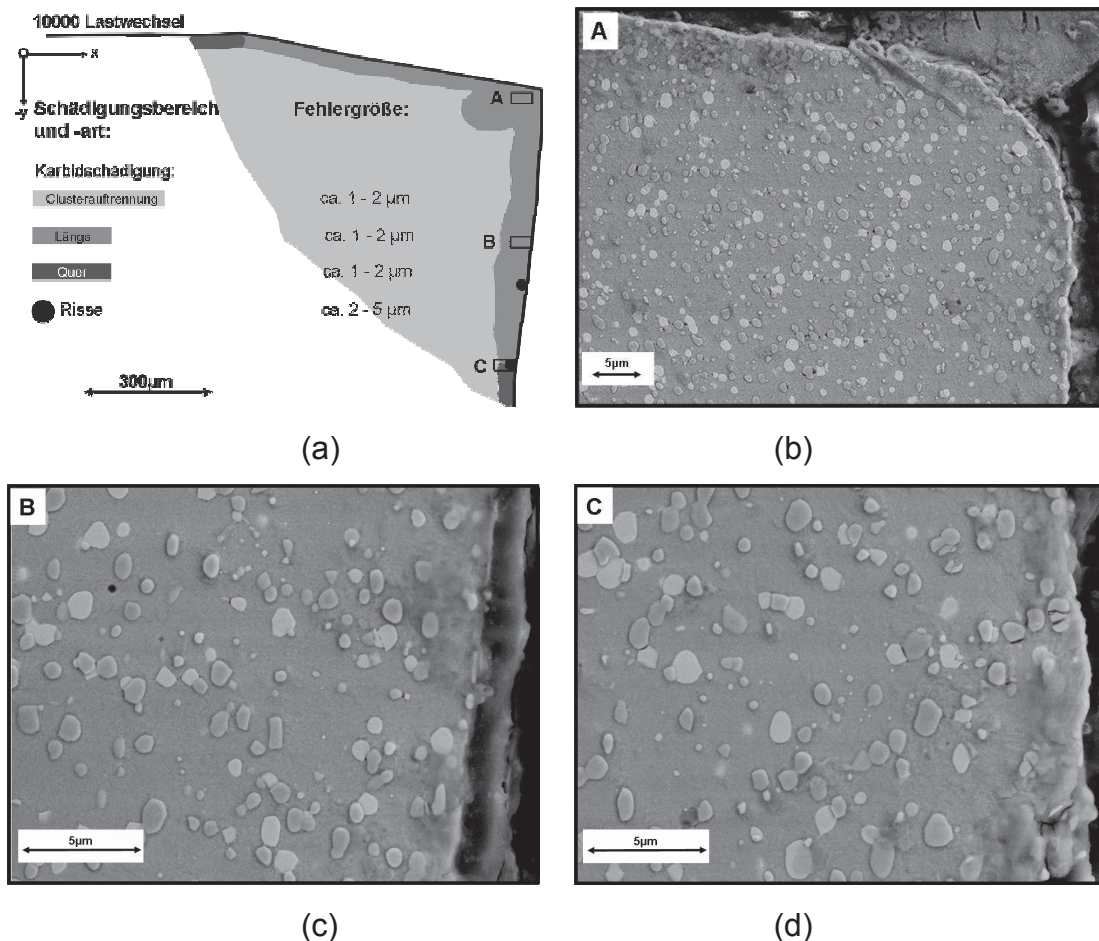 10000 Lastwechsel
x
-y
Schädigungsbereich
und -art:
Fehlergröße:
Karbidschädigung:
Clusterauftrennung
ca. 1 - 2 µm
Längs
ca. 1 - 2 µm
Quer
ca. 1 - 2 µm
Risse
ca. 2 - 5 µm
300µm
A
B
C
(a)
A
5µm
(b)
B
5µm
(c)
C
5µm
(d)